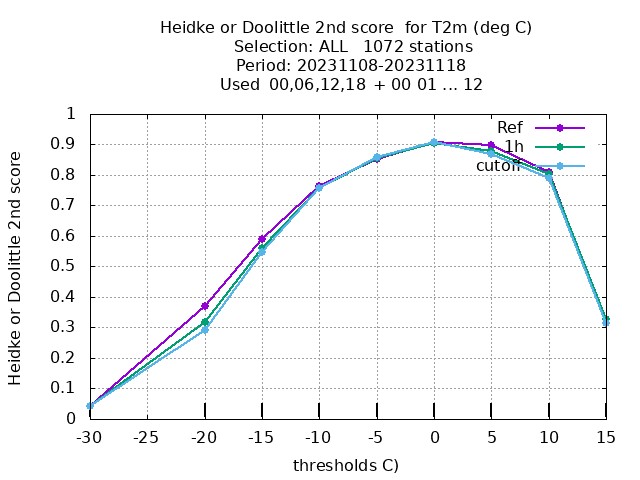 Heidke or Doolittle 2nd score  for T2m (deg C)
Selection: ALL   1072 stations
Period: 20231108-20231118
Used  00,06,12,18  + 00 01 ... 12
Heidke or Doolittle 2nd score
1
0.9
0.8
0.7
0.6
0.5
0.4
0.3
0.2
0.1
0
Ref
1h
cutoff
-30 -25 -20 -15 -10 -5 0 5 10 15
thresholds C)